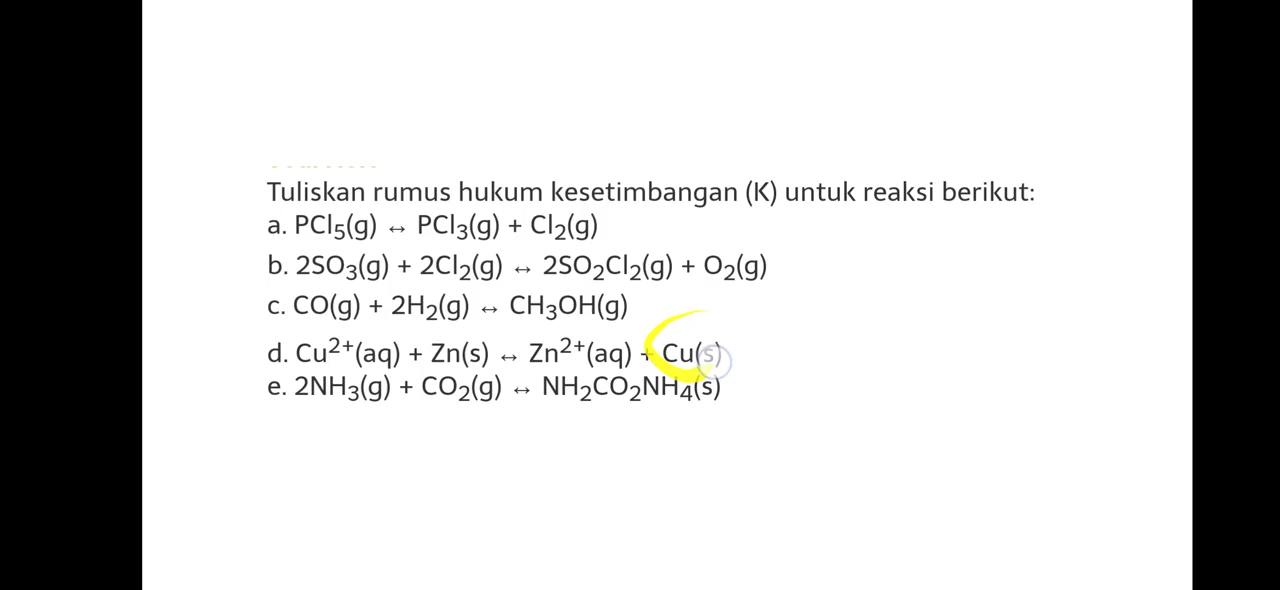 Tuliskan rumus hukum kesetimbangan (K) untuk reaksi berikut:
a. PCl₅(g) ↔ PCl₃(g) + Cl₂(g)
b. 2SO₃(g) + 2Cl₂(g) ↔ 2SO₂Cl₂(g) + O₂(g)
c. CO(g) + 2H₂(g) ↔ CH₃OH(g)
d. Cu²⁺(aq) + Zn(s) ↔ Zn²⁺(aq) + Cu(s)
e. 2NH₃(g) + CO₂(g) ↔ NH₂CO₂NH₄(s)